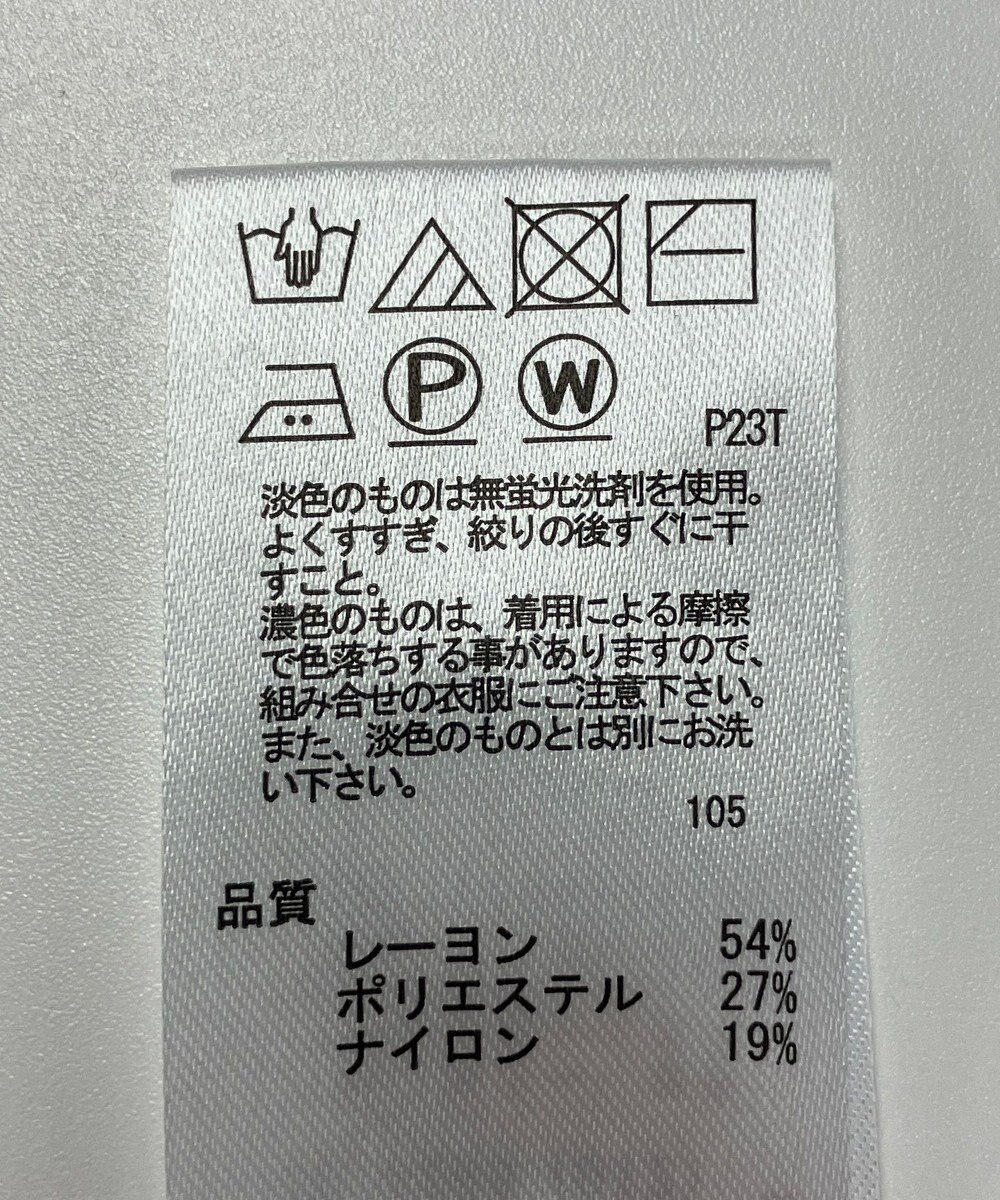 P W
P23T
淡色のものは無蛍光洗剤を使用。
よくすすぎ、絞りの後すぐに干
すこと。
濃色のものは、着用による摩擦
で色落ちする事がありますので、
組み合せの衣服にご注意下さい。
また、淡色のものとは別にお洗
い下さい。
105
品質
レーヨン 54%
ポリエステル 27%
ナイロン 19%